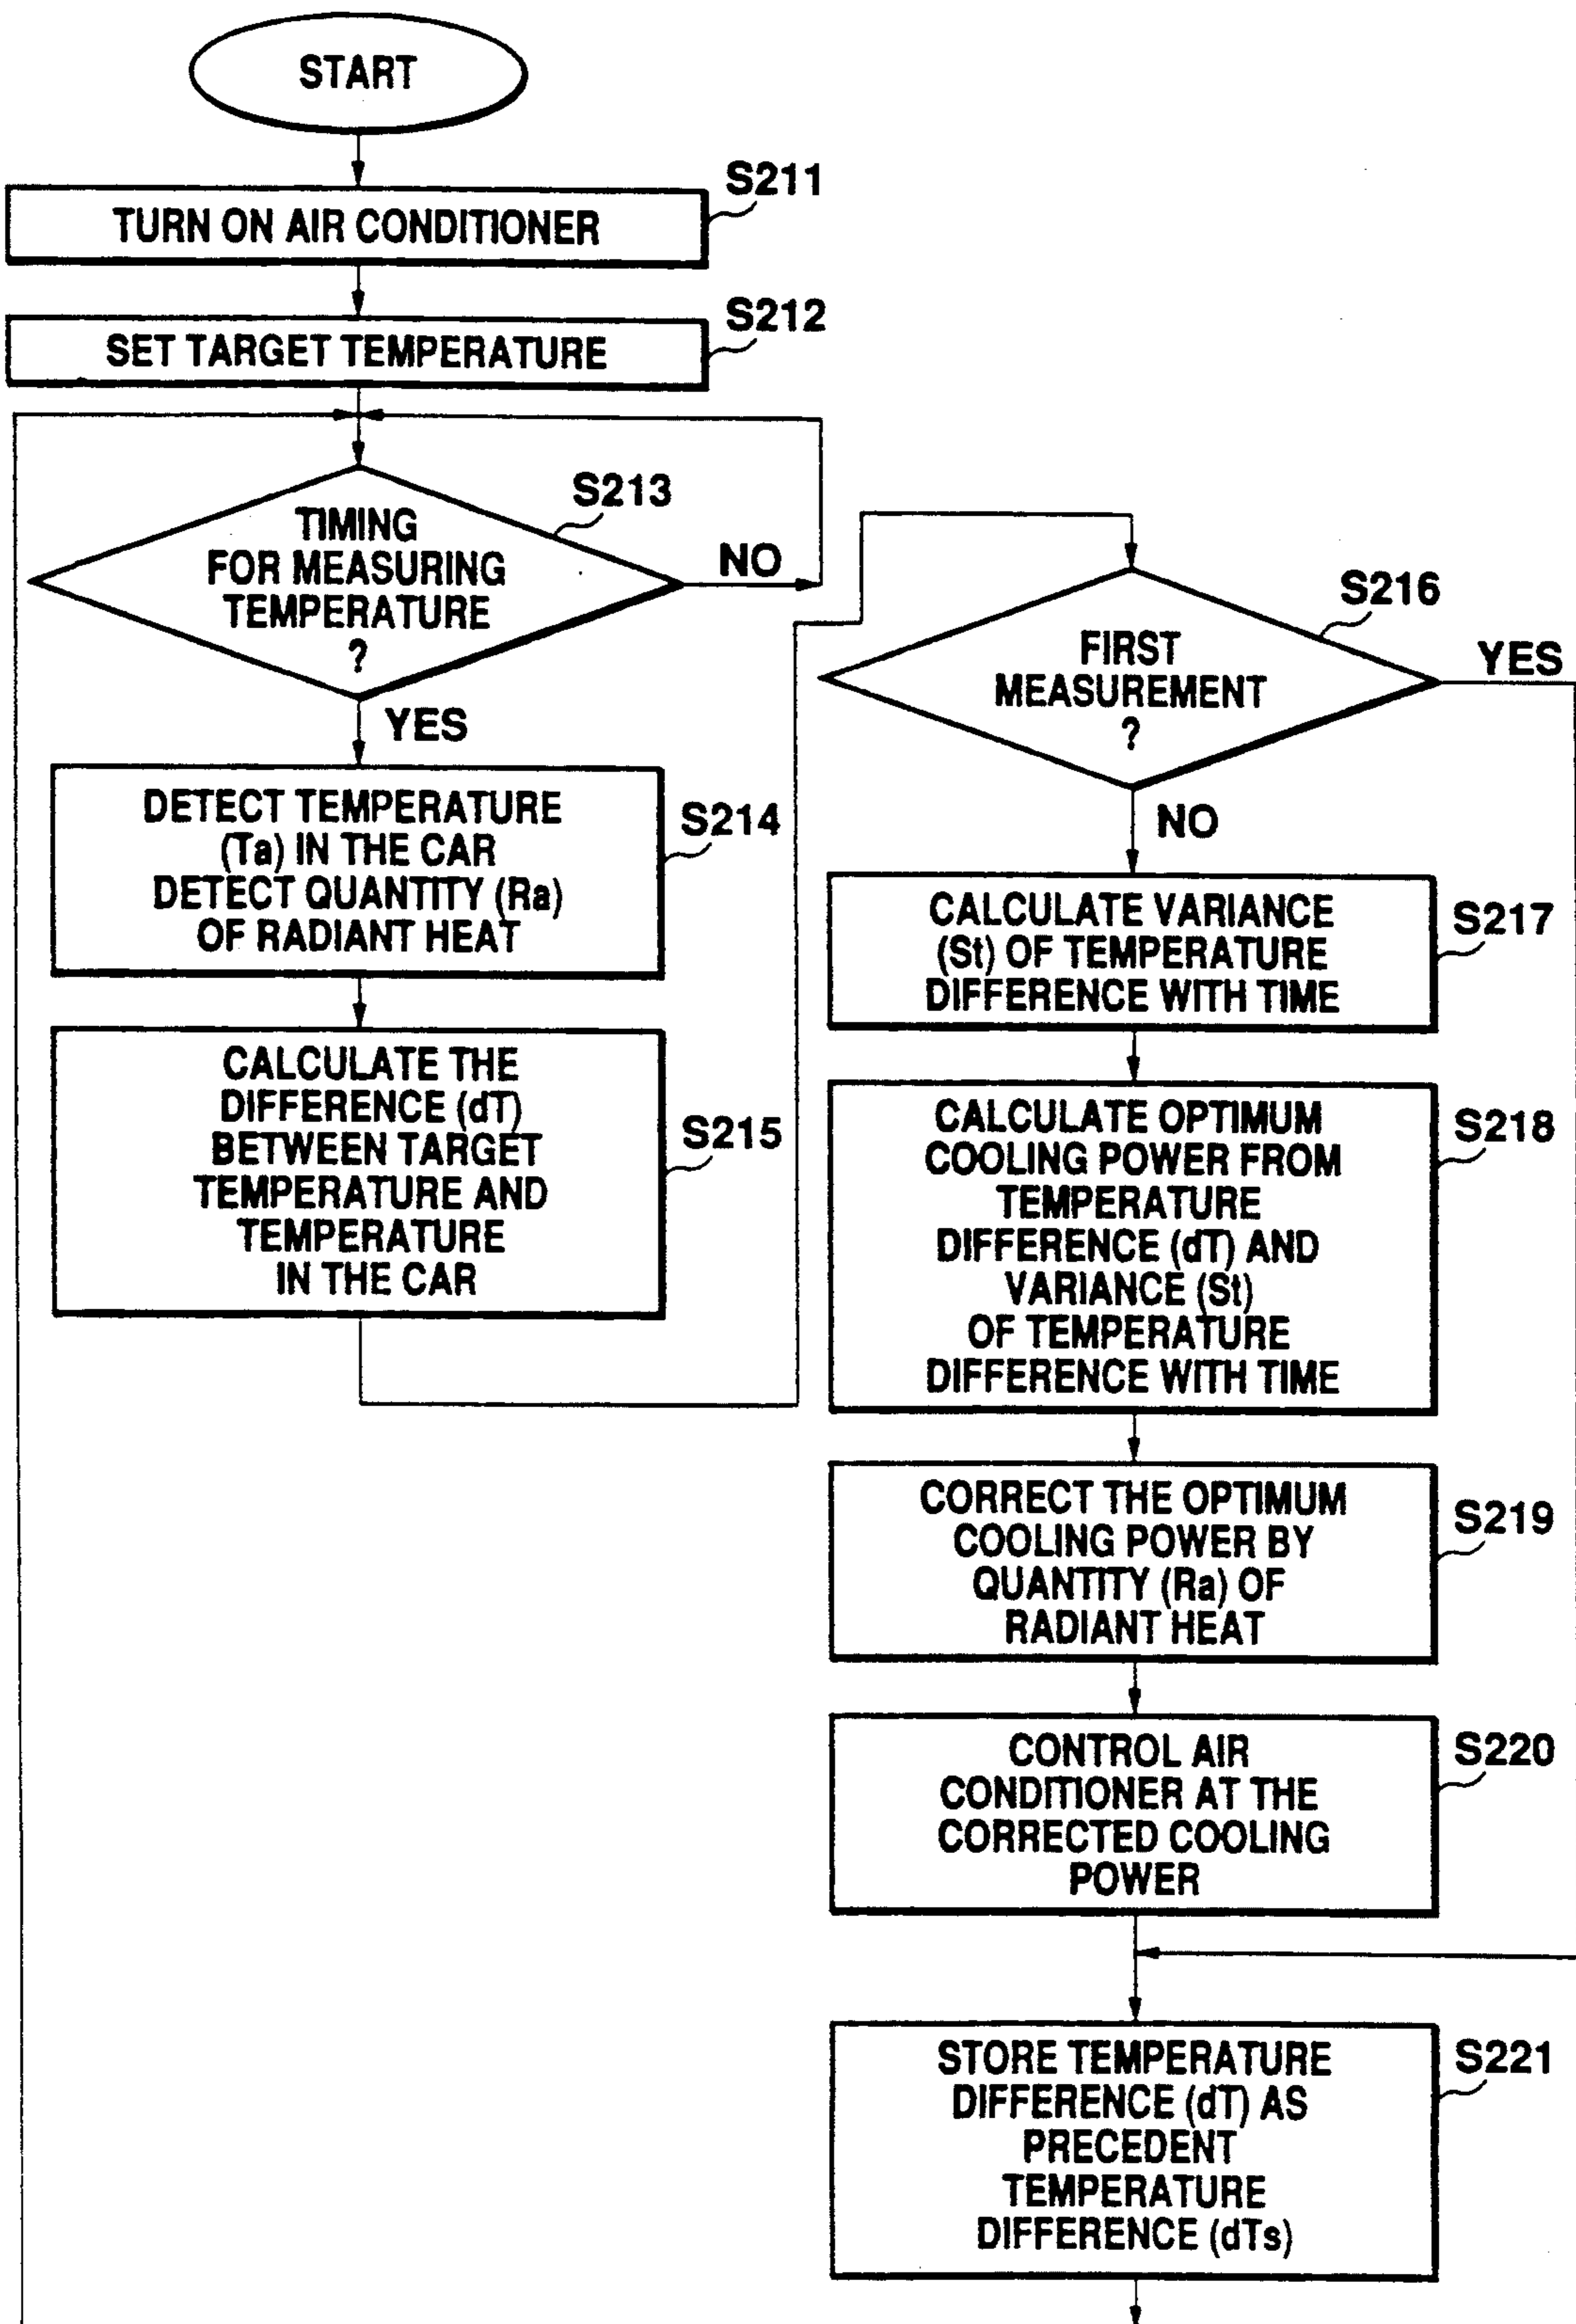 START
S211
TURN ON AIR CONDITIONER
S212
SET TARGET TEMPERATURE
S213
TIMING
FOR MEASURING
TEMPERATURE
?
NO
YES
S214
DETECT TEMPERATURE
(Ta) IN THE CAR
DETECT QUANTITY (Ra)
OF RADIANT HEAT
S215
CALCULATE THE
DIFFERENCE (dT)
BETWEEN TARGET
TEMPERATURE AND
TEMPERATURE
IN THE CAR
S216
FIRST
MEASUREMENT
?
YES
NO
S217
CALCULATE VARIANCE
(St) OF TEMPERATURE
DIFFERENCE WITH TIME
S218
CALCULATE OPTIMUM
COOLING POWER FROM
TEMPERATURE
DIFFERENCE (dT) AND
VARIANCE (St)
OF TEMPERATURE
DIFFERENCE WITH TIME
S219
CORRECT THE OPTIMUM
COOLING POWER BY
QUANTITY (Ra) OF
RADIANT HEAT
S220
CONTROL AIR
CONDITIONER AT THE
CORRECTED COOLING
POWER
S221
STORE TEMPERATURE
DIFFERENCE (dT) AS
PRECEDENT
TEMPERATURE
DIFFERENCE (dTs)